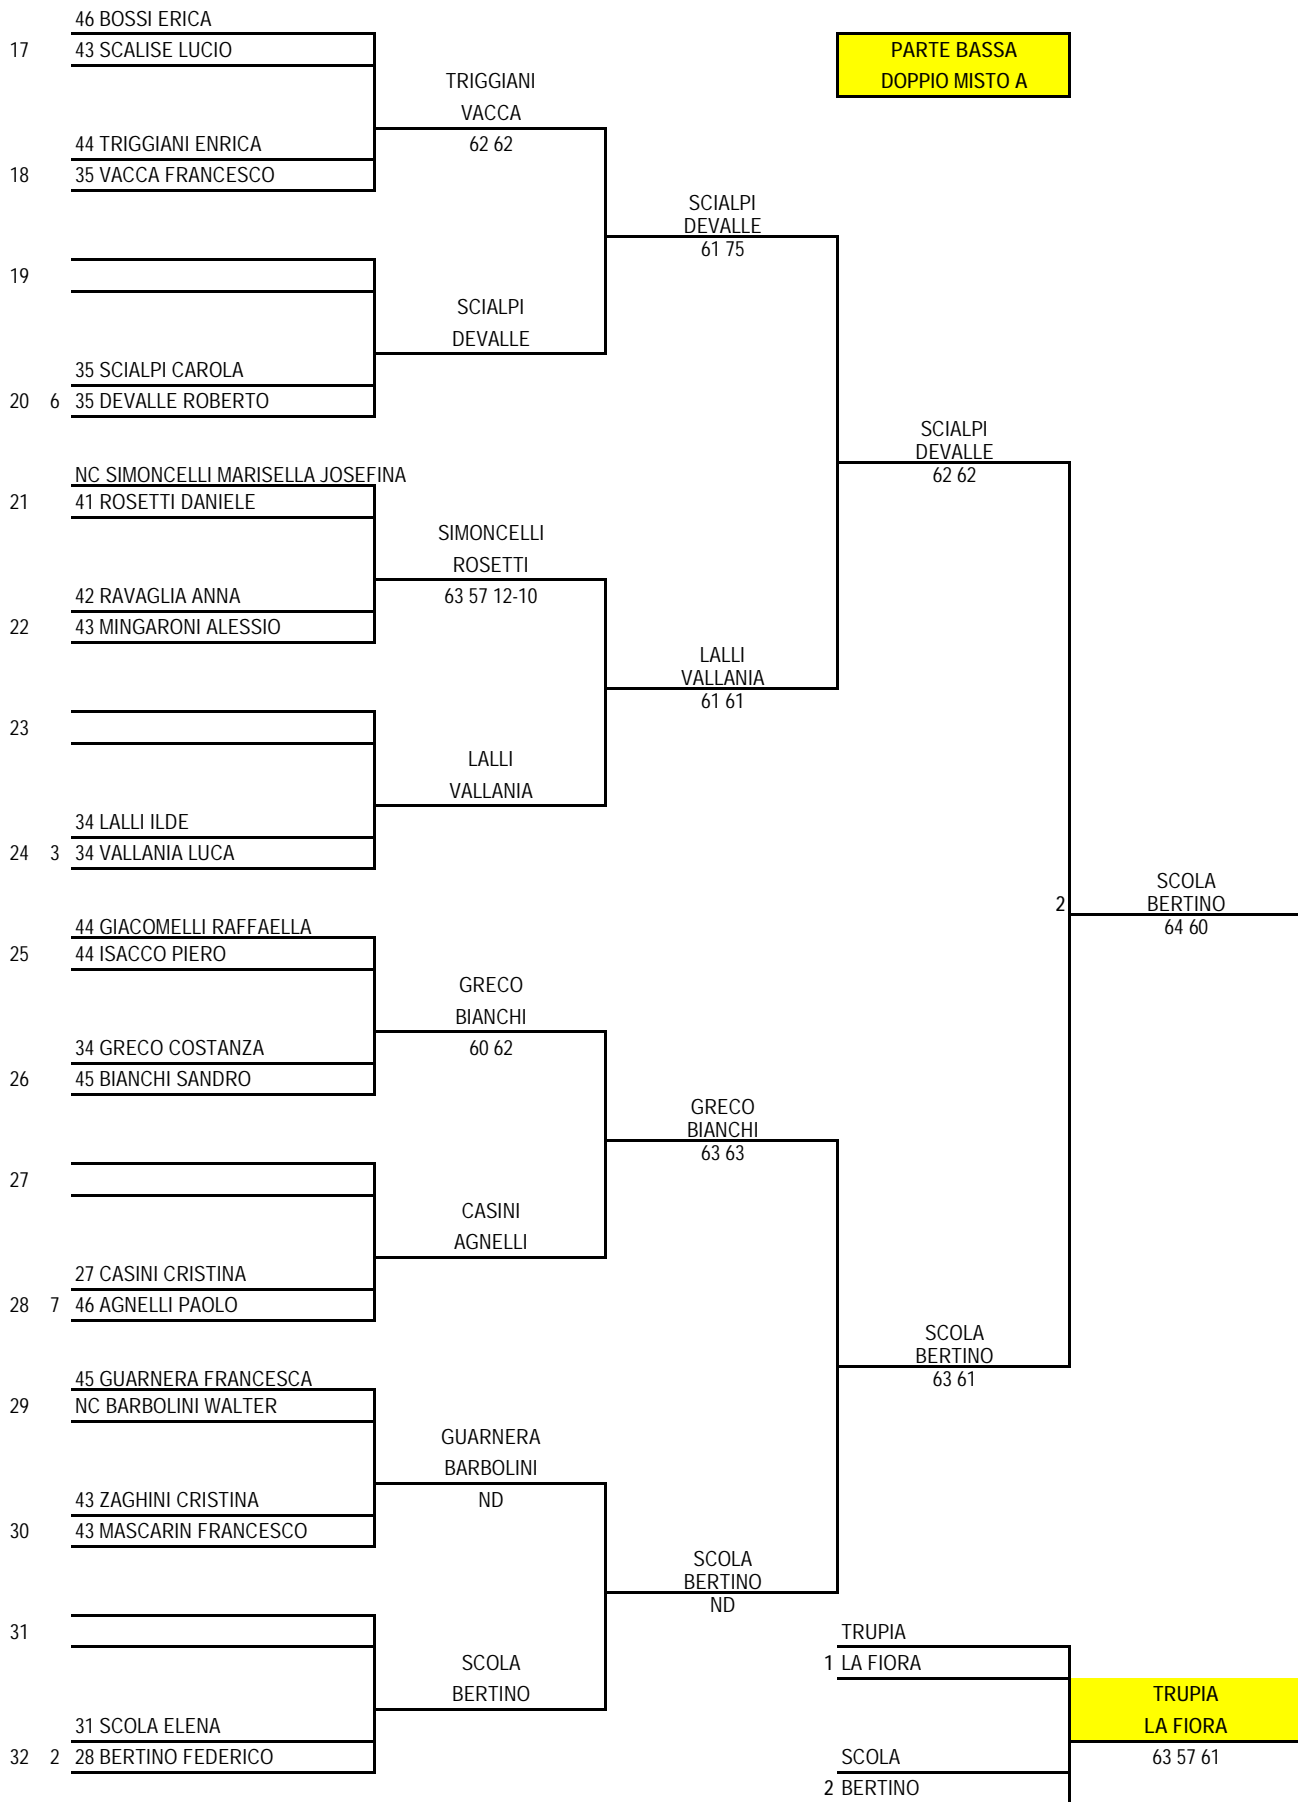 46 BOSSI ERICA
17 43 SCALISE LUCIO
PARTE BASSA
DOPPIO MISTO A
TRIGGIANI
VACCA
62 62
44 TRIGGIANI ENRICA
18 35 VACCA FRANCESCO
SCIALPI
DEVALLE
61 75
19
SCIALPI
DEVALLE
35 SCIALPI CAROLA
20 6 35 DEVALLE ROBERTO
SCIALPI
DEVALLE
62 62
NC SIMONCELLI MARISELLA JOSEFINA
21 41 ROSETTI DANIELE
SIMONCELLI
ROSETTI
63 57 12-10
42 RAVAGLIA ANNA
22 43 MINGARONI ALESSIO
LALLI
VALLANIA
61 61
23
LALLI
VALLANIA
34 LALLI ILDE
24 3 34 VALLANIA LUCA
SCOLA
2 BERTINO
64 60
44 GIACOMELLI RAFFAELLA
25 44 ISACCO PIERO
GRECO
BIANCHI
60 62
34 GRECO COSTANZA
26 45 BIANCHI SANDRO
GRECO
BIANCHI
63 63
27
CASINI
AGNELLI
27 CASINI CRISTINA
28 7 46 AGNELLI PAOLO
SCOLA
BERTINO
63 61
45 GUARNERA FRANCESCA
29 NC BARBOLINI WALTER
GUARNERA
BARBOLINI
ND
43 ZAGHINI CRISTINA
30 43 MASCARIN FRANCESCO
SCOLA
BERTINO
ND
31
SCOLA
BERTINO
31 SCOLA ELENA
32 2 28 BERTINO FEDERICO
TRUPIA
1 LA FIORA
TRUPIA
LA FIORA
63 57 61
SCOLA
2 BERTINO